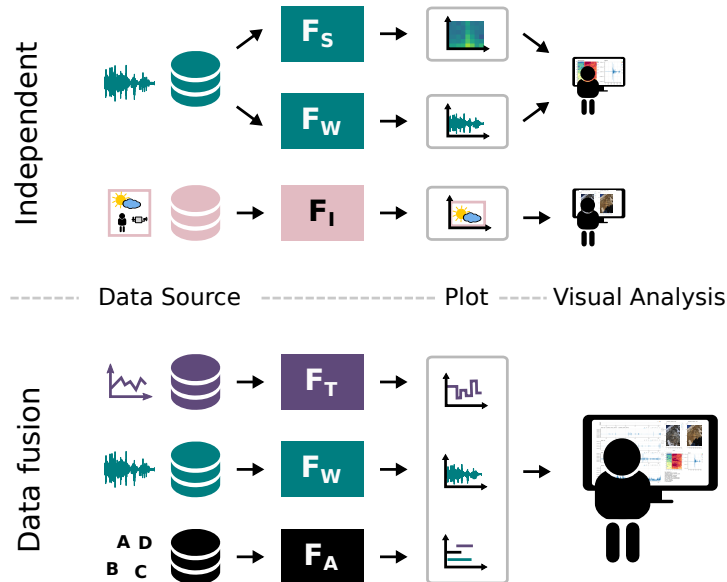 Independent
F_S
F_W
F_I
Data Source Plot Visual Analysis
Data fusion
F_T
F_W
A D
B C
F_A